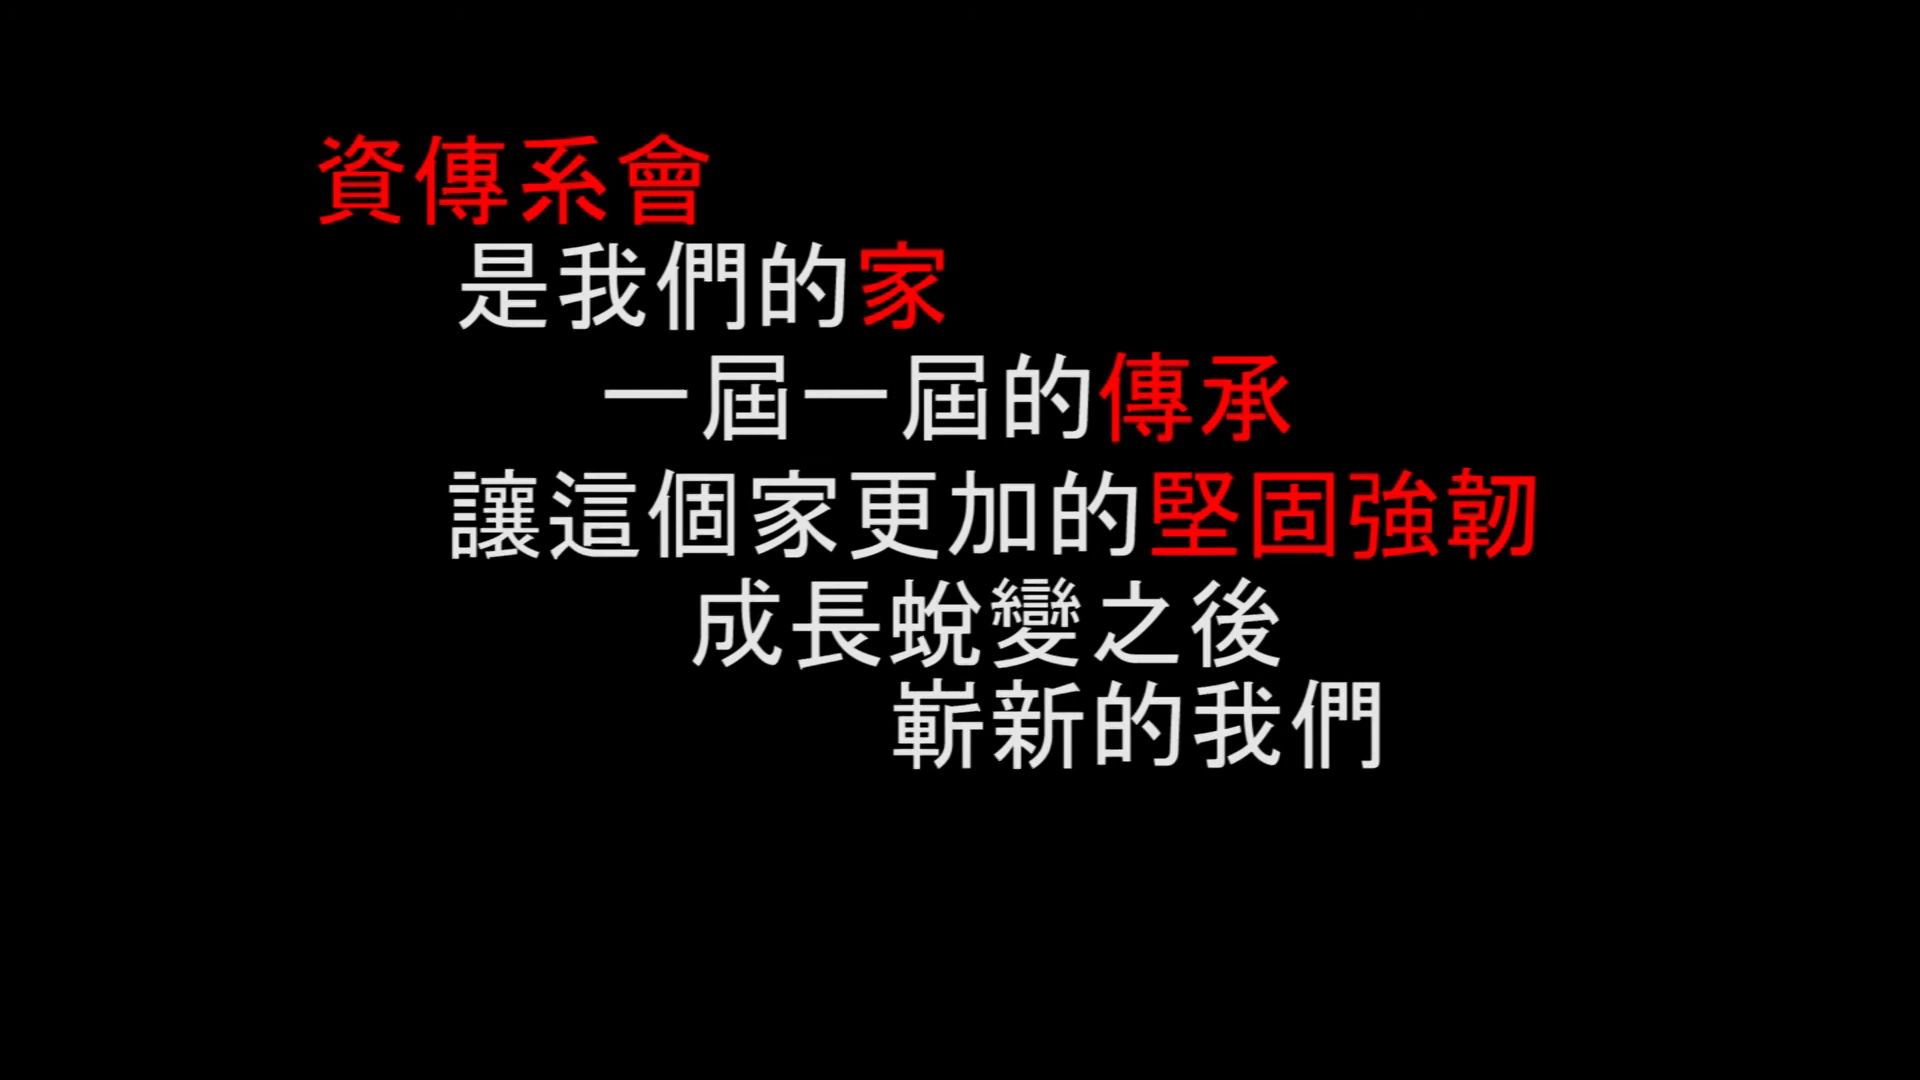 資傳系會
是我們的家
一屆一屆的傳承
讓這個家更加的堅固強韌
成長蛻變之後
嶄新的我們